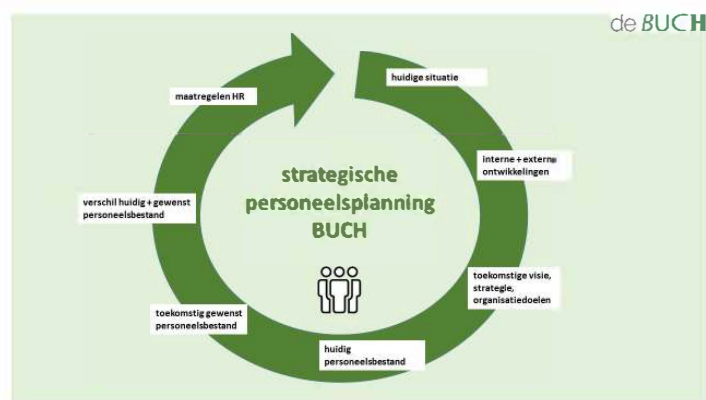 de BUCH
huidige situatie
interne + externe
ontwikkelingen
toekomstige visie,
strategie,
organisatiedoelen
huidig
personeelsbestand
toekomstig gewenst
personeelsbestand
verschil huidig + gewenst
personeelsbestand
maatregelen HR
strategische
personeelsplanning
BUCH